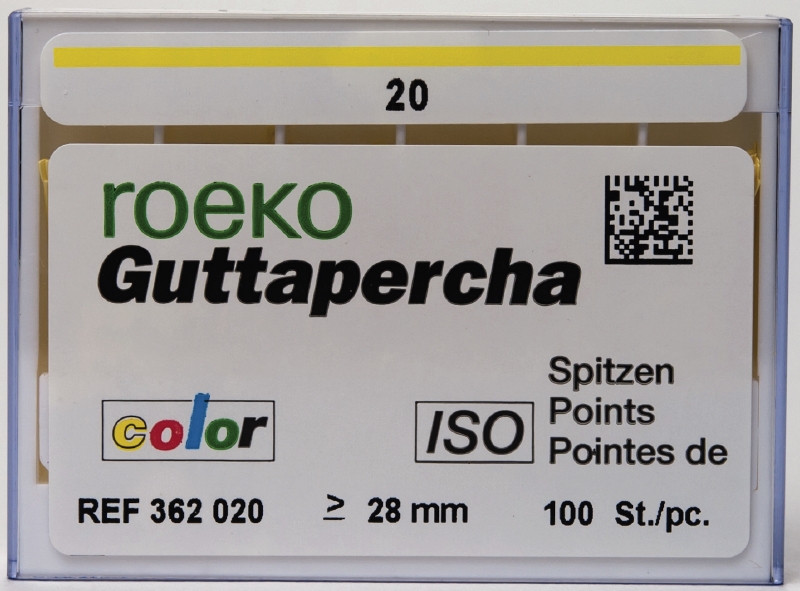 20
roeko
Guttapercha
color
ISO
Spitzen
Points
Pointes de
REF 362 020 ≥ 28 mm 100 St./pc.